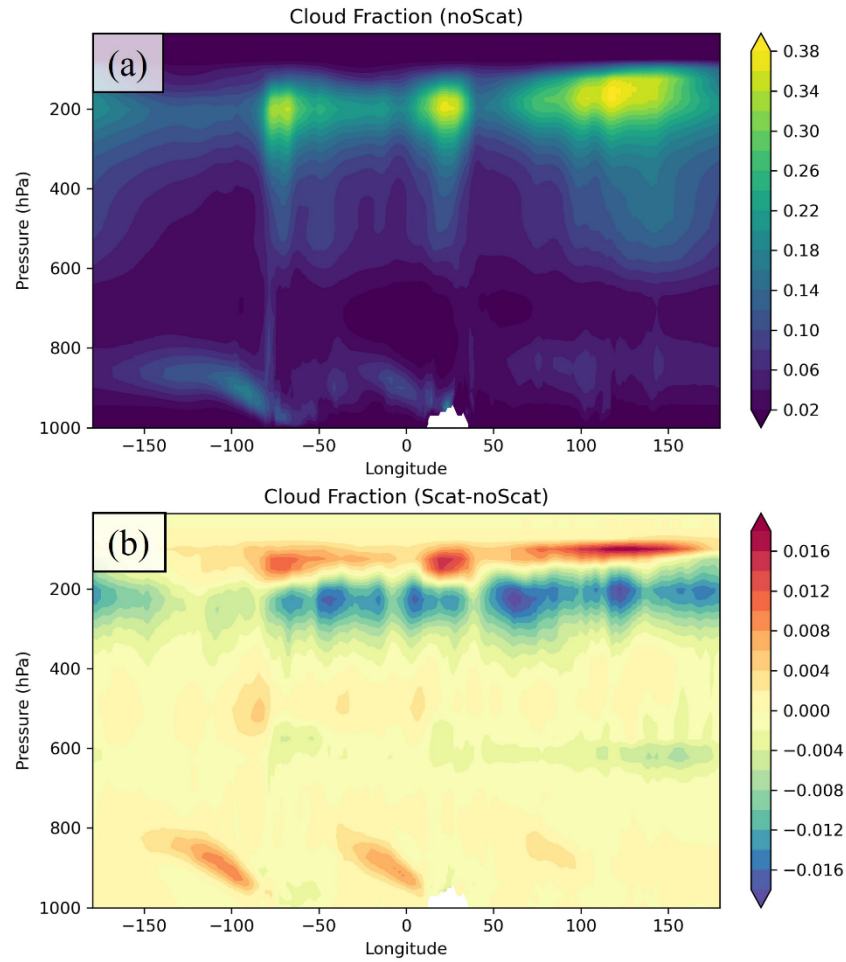 Cloud Fraction (noScat)
(a)
200
400
600
800
1000
Pressure (hPa)
−150 −100 −50 0 50 100 150
Longitude
0.38
0.34
0.30
0.26
0.22
0.18
0.14
0.10
0.06
0.02
Cloud Fraction (Scat-noScat)
(b)
200
400
600
800
1000
Pressure (hPa)
−150 −100 −50 0 50 100 150
Longitude
0.016
0.012
0.008
0.004
0.000
−0.004
−0.008
−0.012
−0.016